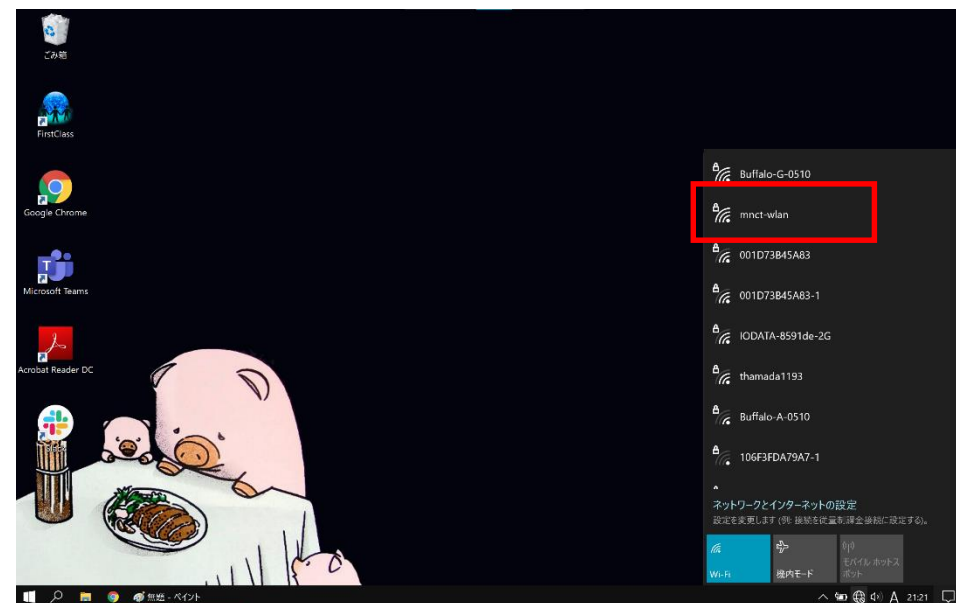 ごみ箱
FirstClass
Google Chrome
Microsoft Teams
Acrobat Reader DC
Slack
Buffalo-G-0510
mnct-wlan
001D73B45A83
001D73B45A83-1
IODATA-8591de-2G
thamada1193
Buffalo-A-0510
106F3FDA79A7-1
ネットワークとインターネットの設定
設定を変更します (例: 接続を従量制課金接続に設定する)。
Wi-Fi
機内モード
モバイル ホットス
ポット
無題 - ペイント
A
21:21